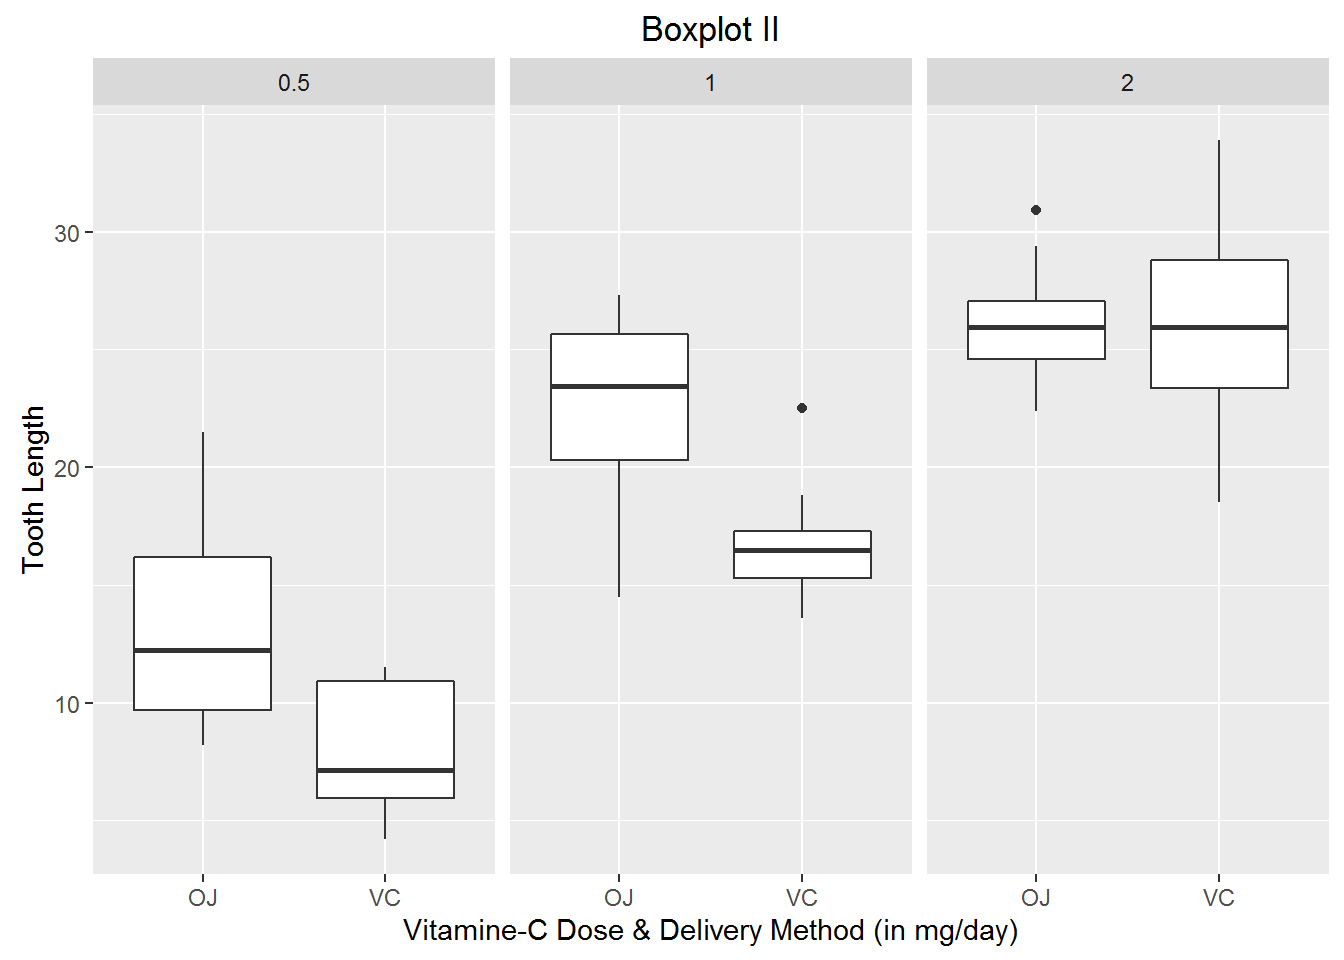 Boxplot II
0.5
1
2
Tooth Length
30
20
10
OJ
VC
OJ
VC
OJ
VC
Vitamine-C Dose & Delivery Method (in mg/day)